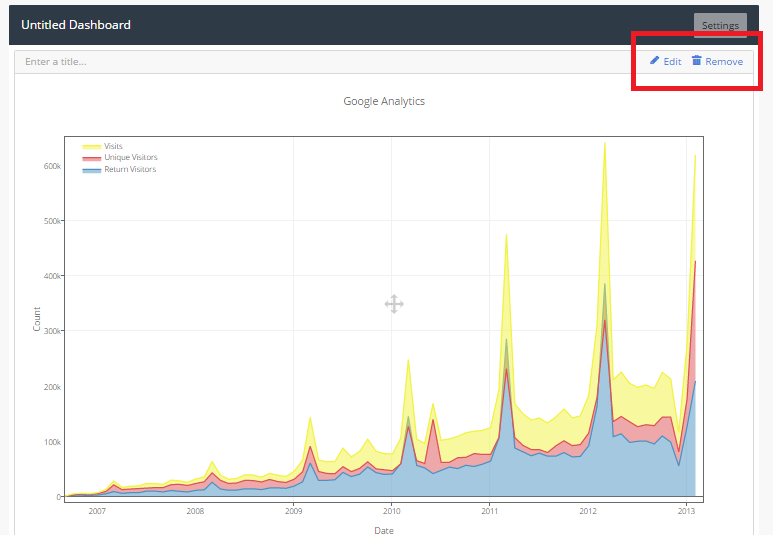 Untitled Dashboard
Settings
Enter a title...
Edit
Remove
Google Analytics
Visits
Unique Visitors
Return Visitors
600k
500k
400k
300k
200k
100k
0
Count
2007 2008 2009 2010 2011 2012 2013
Date